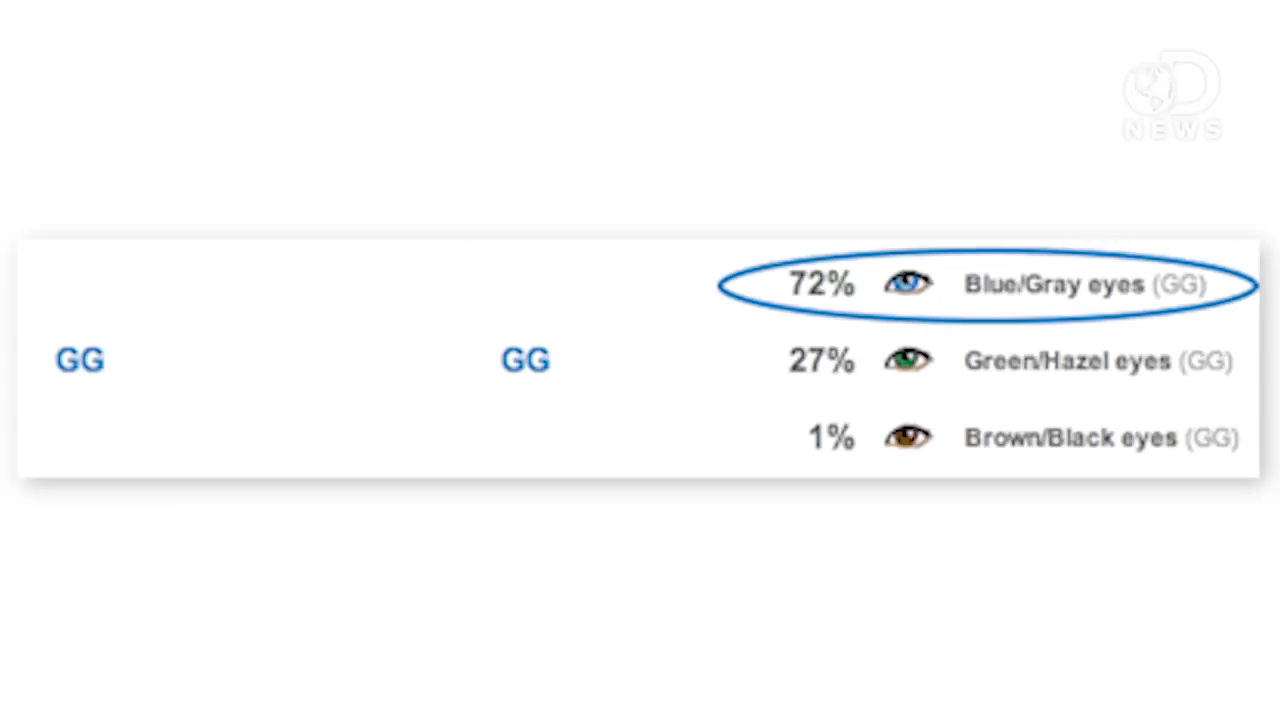 NEWS
72% Blue/Gray eyes (GG)
GG GG 27% Green/Hazel eyes (GG)
1% Brown/Black eyes (GG)